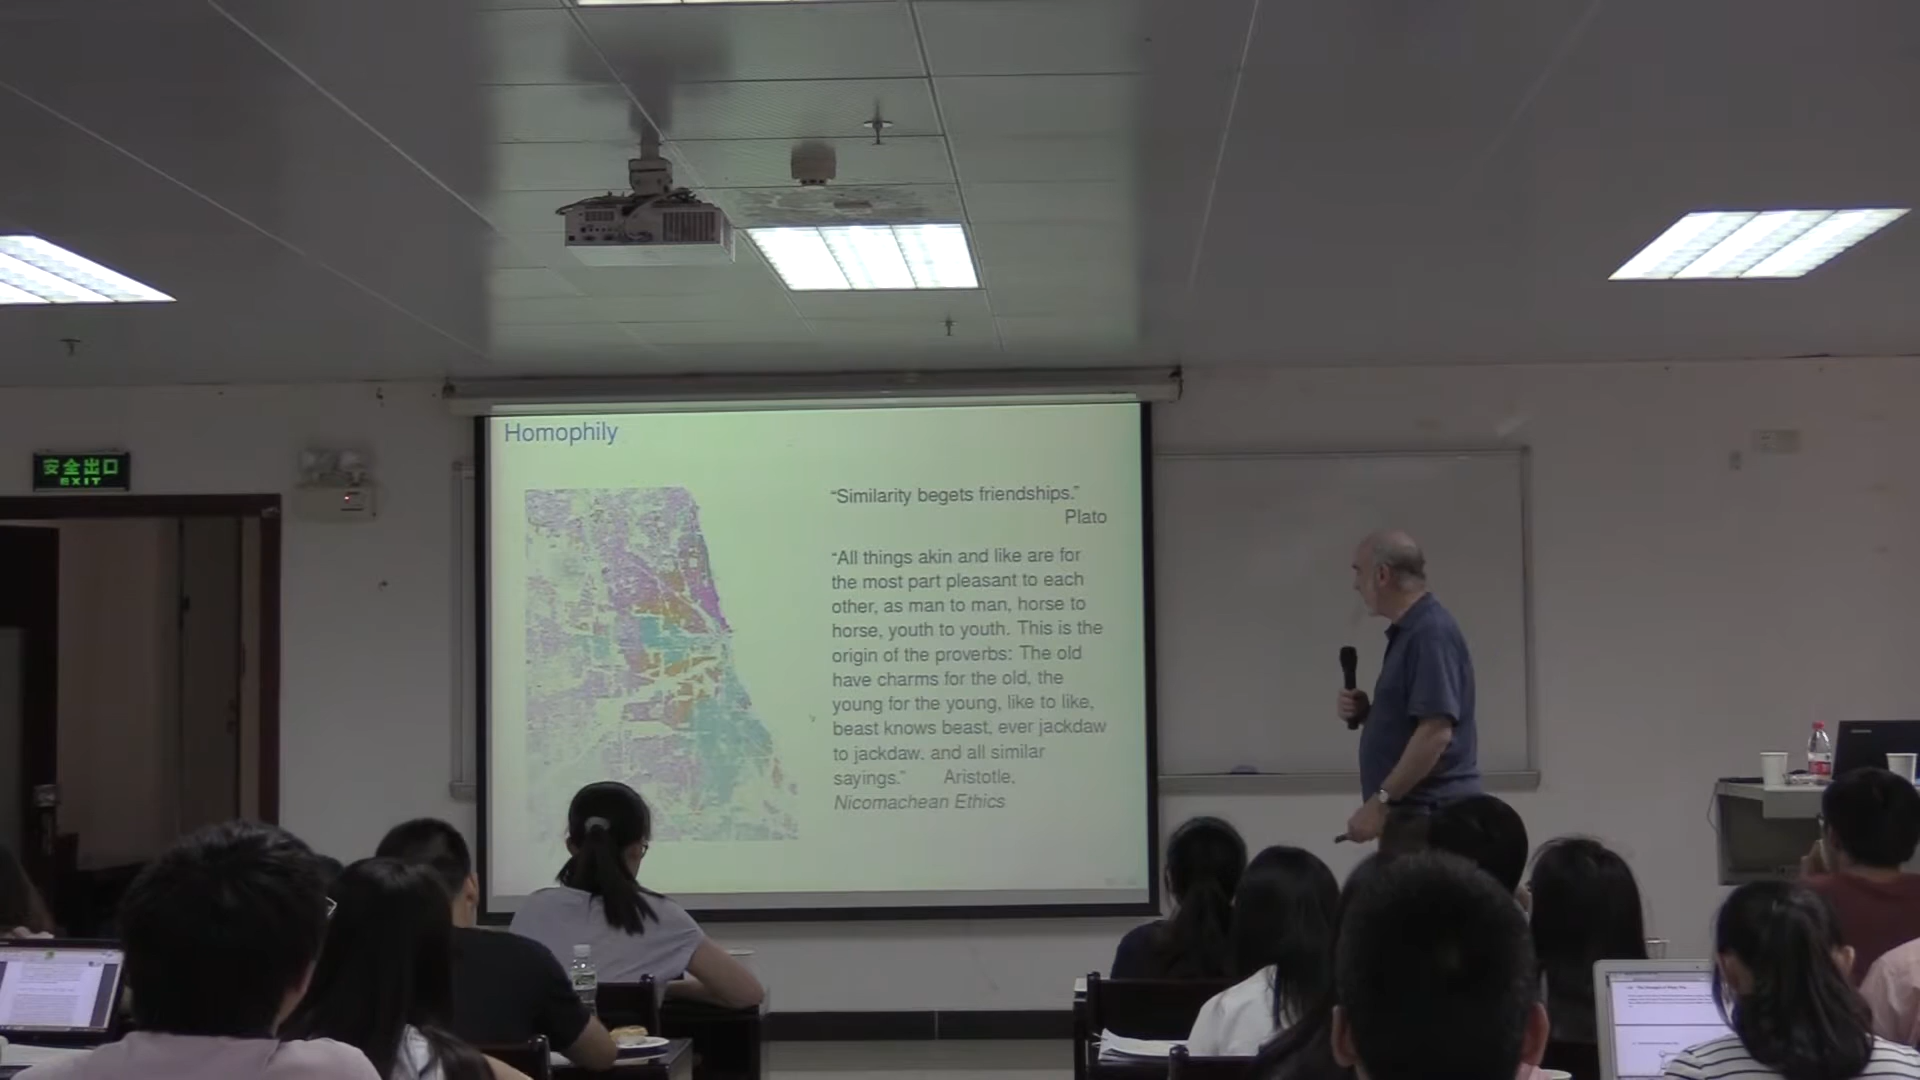 Homophily
安全出口
EXIT
“Similarity begets friendships.”
Plato
“All things akin and like are for
the most part pleasant to each
other, as man to man, horse to
horse, youth to youth. This is the
origin of the proverbs: The old
have charms for the old, the
young for the young, like to like,
beast knows beast, ever jackdaw
to jackdaw, and all similar
sayings.” Aristotle,
Nicomachean Ethics